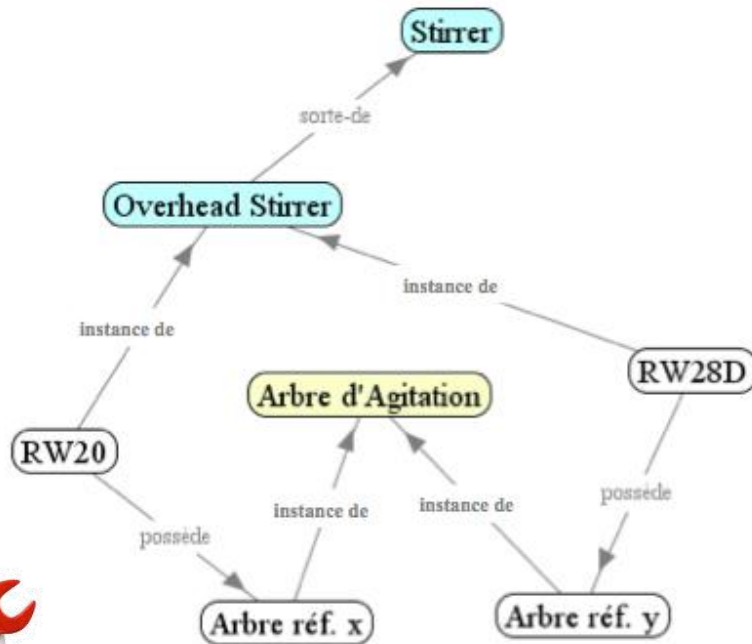 Stirrer
sorte-de
Overhead Stirrer
instance de
instance de
RW28D
Arbre d'Agitation
RW20
instance de
instance de
possède
possède
Arbre réf. x
Arbre réf. y